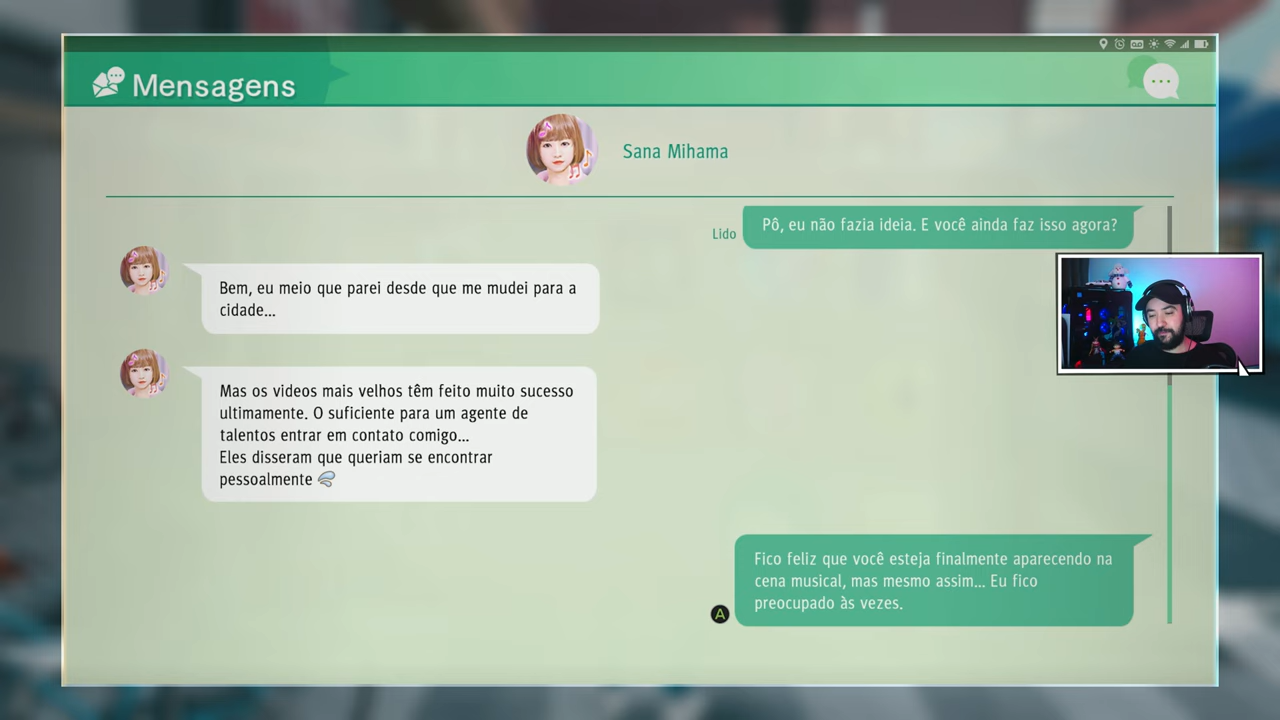 Mensagens
Sana Mihama
Pô, eu não fazia ideia. E você ainda faz isso agora?
Lido
Bem, eu meio que parei desde que me mudei para a
cidade...
Mas os videos mais velhos têm feito muito sucesso
ultimamente. O suficiente para um agente de
talentos entrar em contato comigo...
Eles disseram que queriam se encontrar
pessoalmente
Fico feliz que você esteja finalmente aparecendo na
cena musical, mas mesmo assim... Eu fico
preocupado às vezes.
A